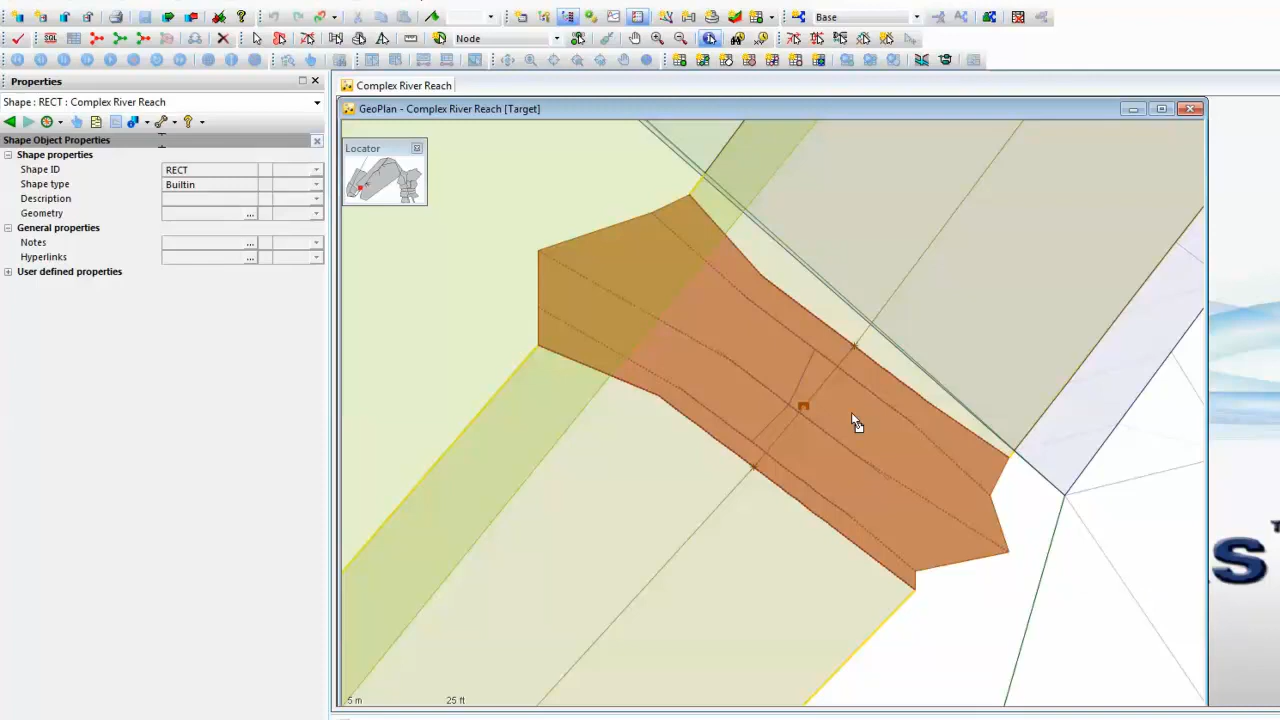 Base
Node
Properties
Shape : RECT : Complex River Reach
Shape Object Properties
Shape properties
Shape ID RECT
Shape type Builtin
Description
Geometry ...
General properties
Notes ...
Hyperlinks ...
User defined properties
Complex River Reach
GeoPlan - Complex River Reach [Target]
Locator
5 m 25 ft
S